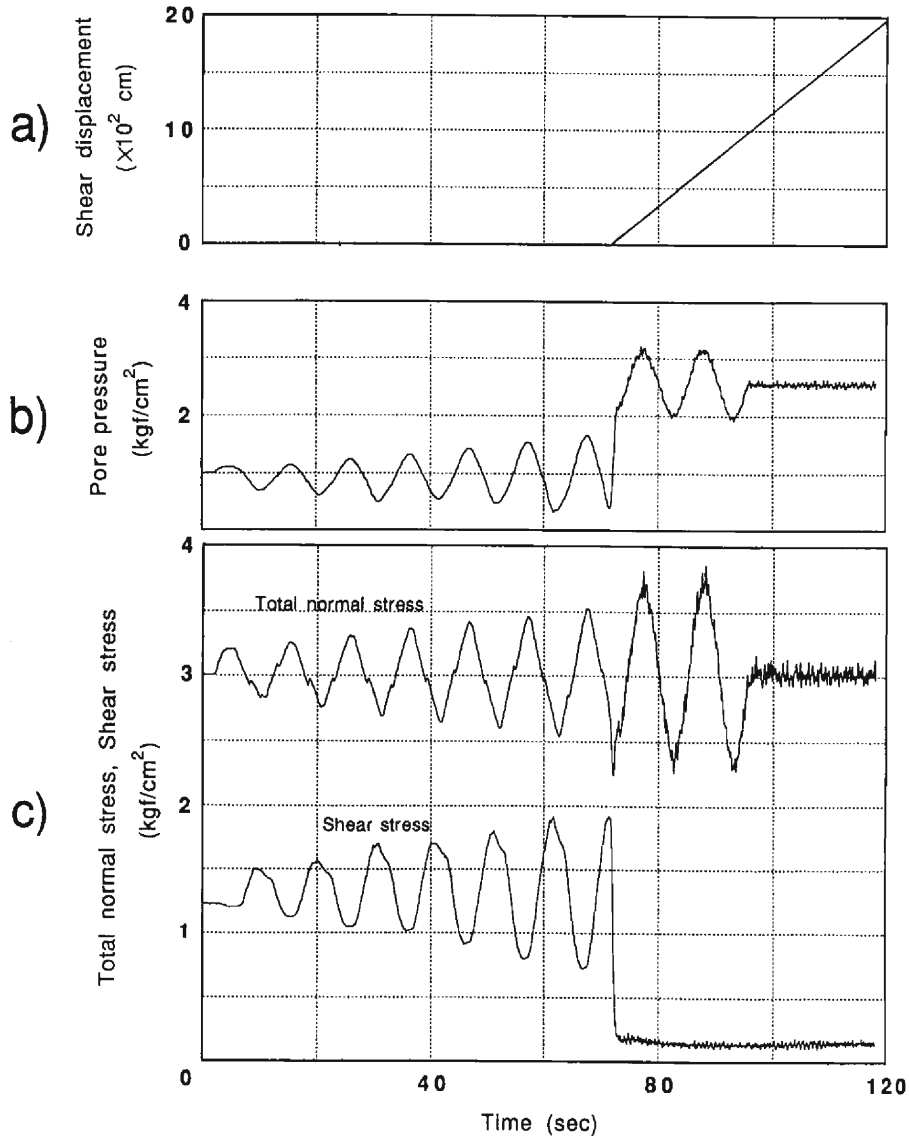 a)
Shear displacement
(X10² cm)
20
10
0
b)
Pore pressure
(kgf/cm²)
4
2
c)
Total normal stress, Shear stress
(kgf/cm²)
4
3
2
1
0
Total normal stress
Shear stress
40
80
120
Time (sec)